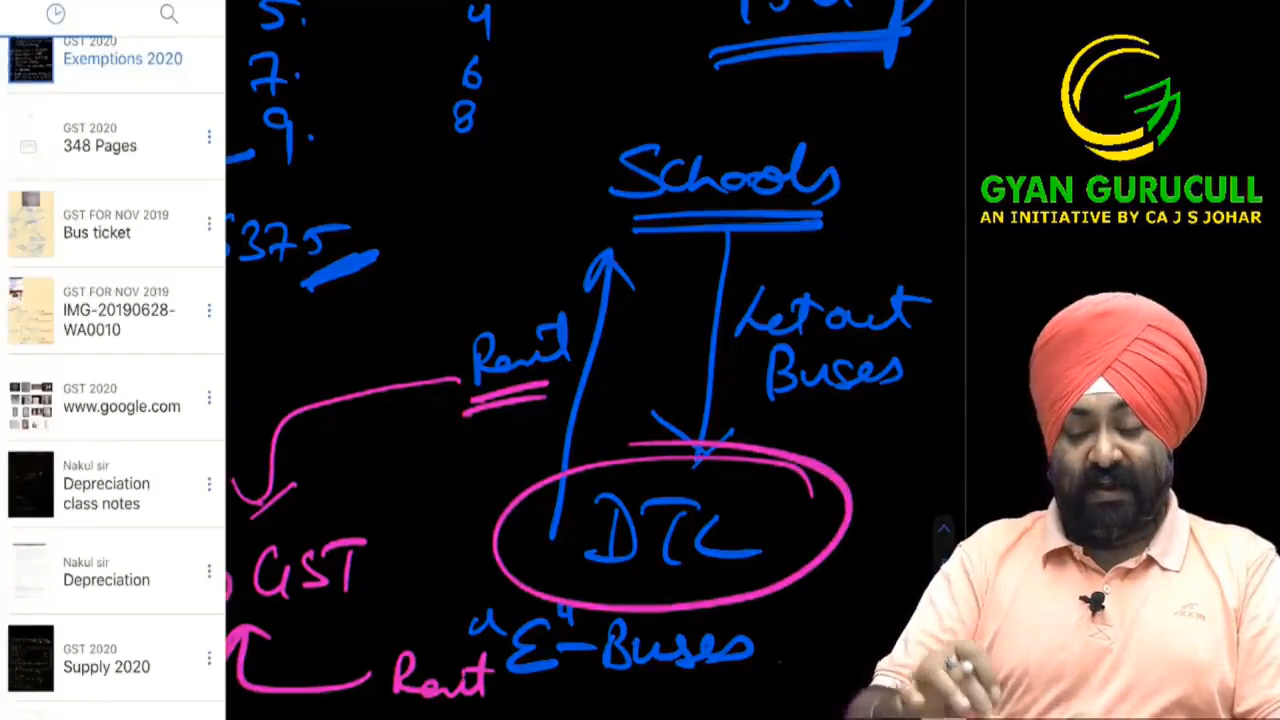 GST 2020
Exemptions 2020
GST 2020
348 Pages
GST FOR NOV 2019
Bus ticket
GST FOR NOV 2019
IMG-20190628-
WA0010
GST 2020
www.google.com
Nakul sir
Depreciation
class notes
Nakul sir
Depreciation
GST 2020
Supply 2020
5. 4
7. 6
9. 8
375
Schools
Let out
Buses
Rent
DTC
GST
"E-Buses
Rent
GYAN GURUCULL
AN INITIATIVE BY CA J S JOHAR